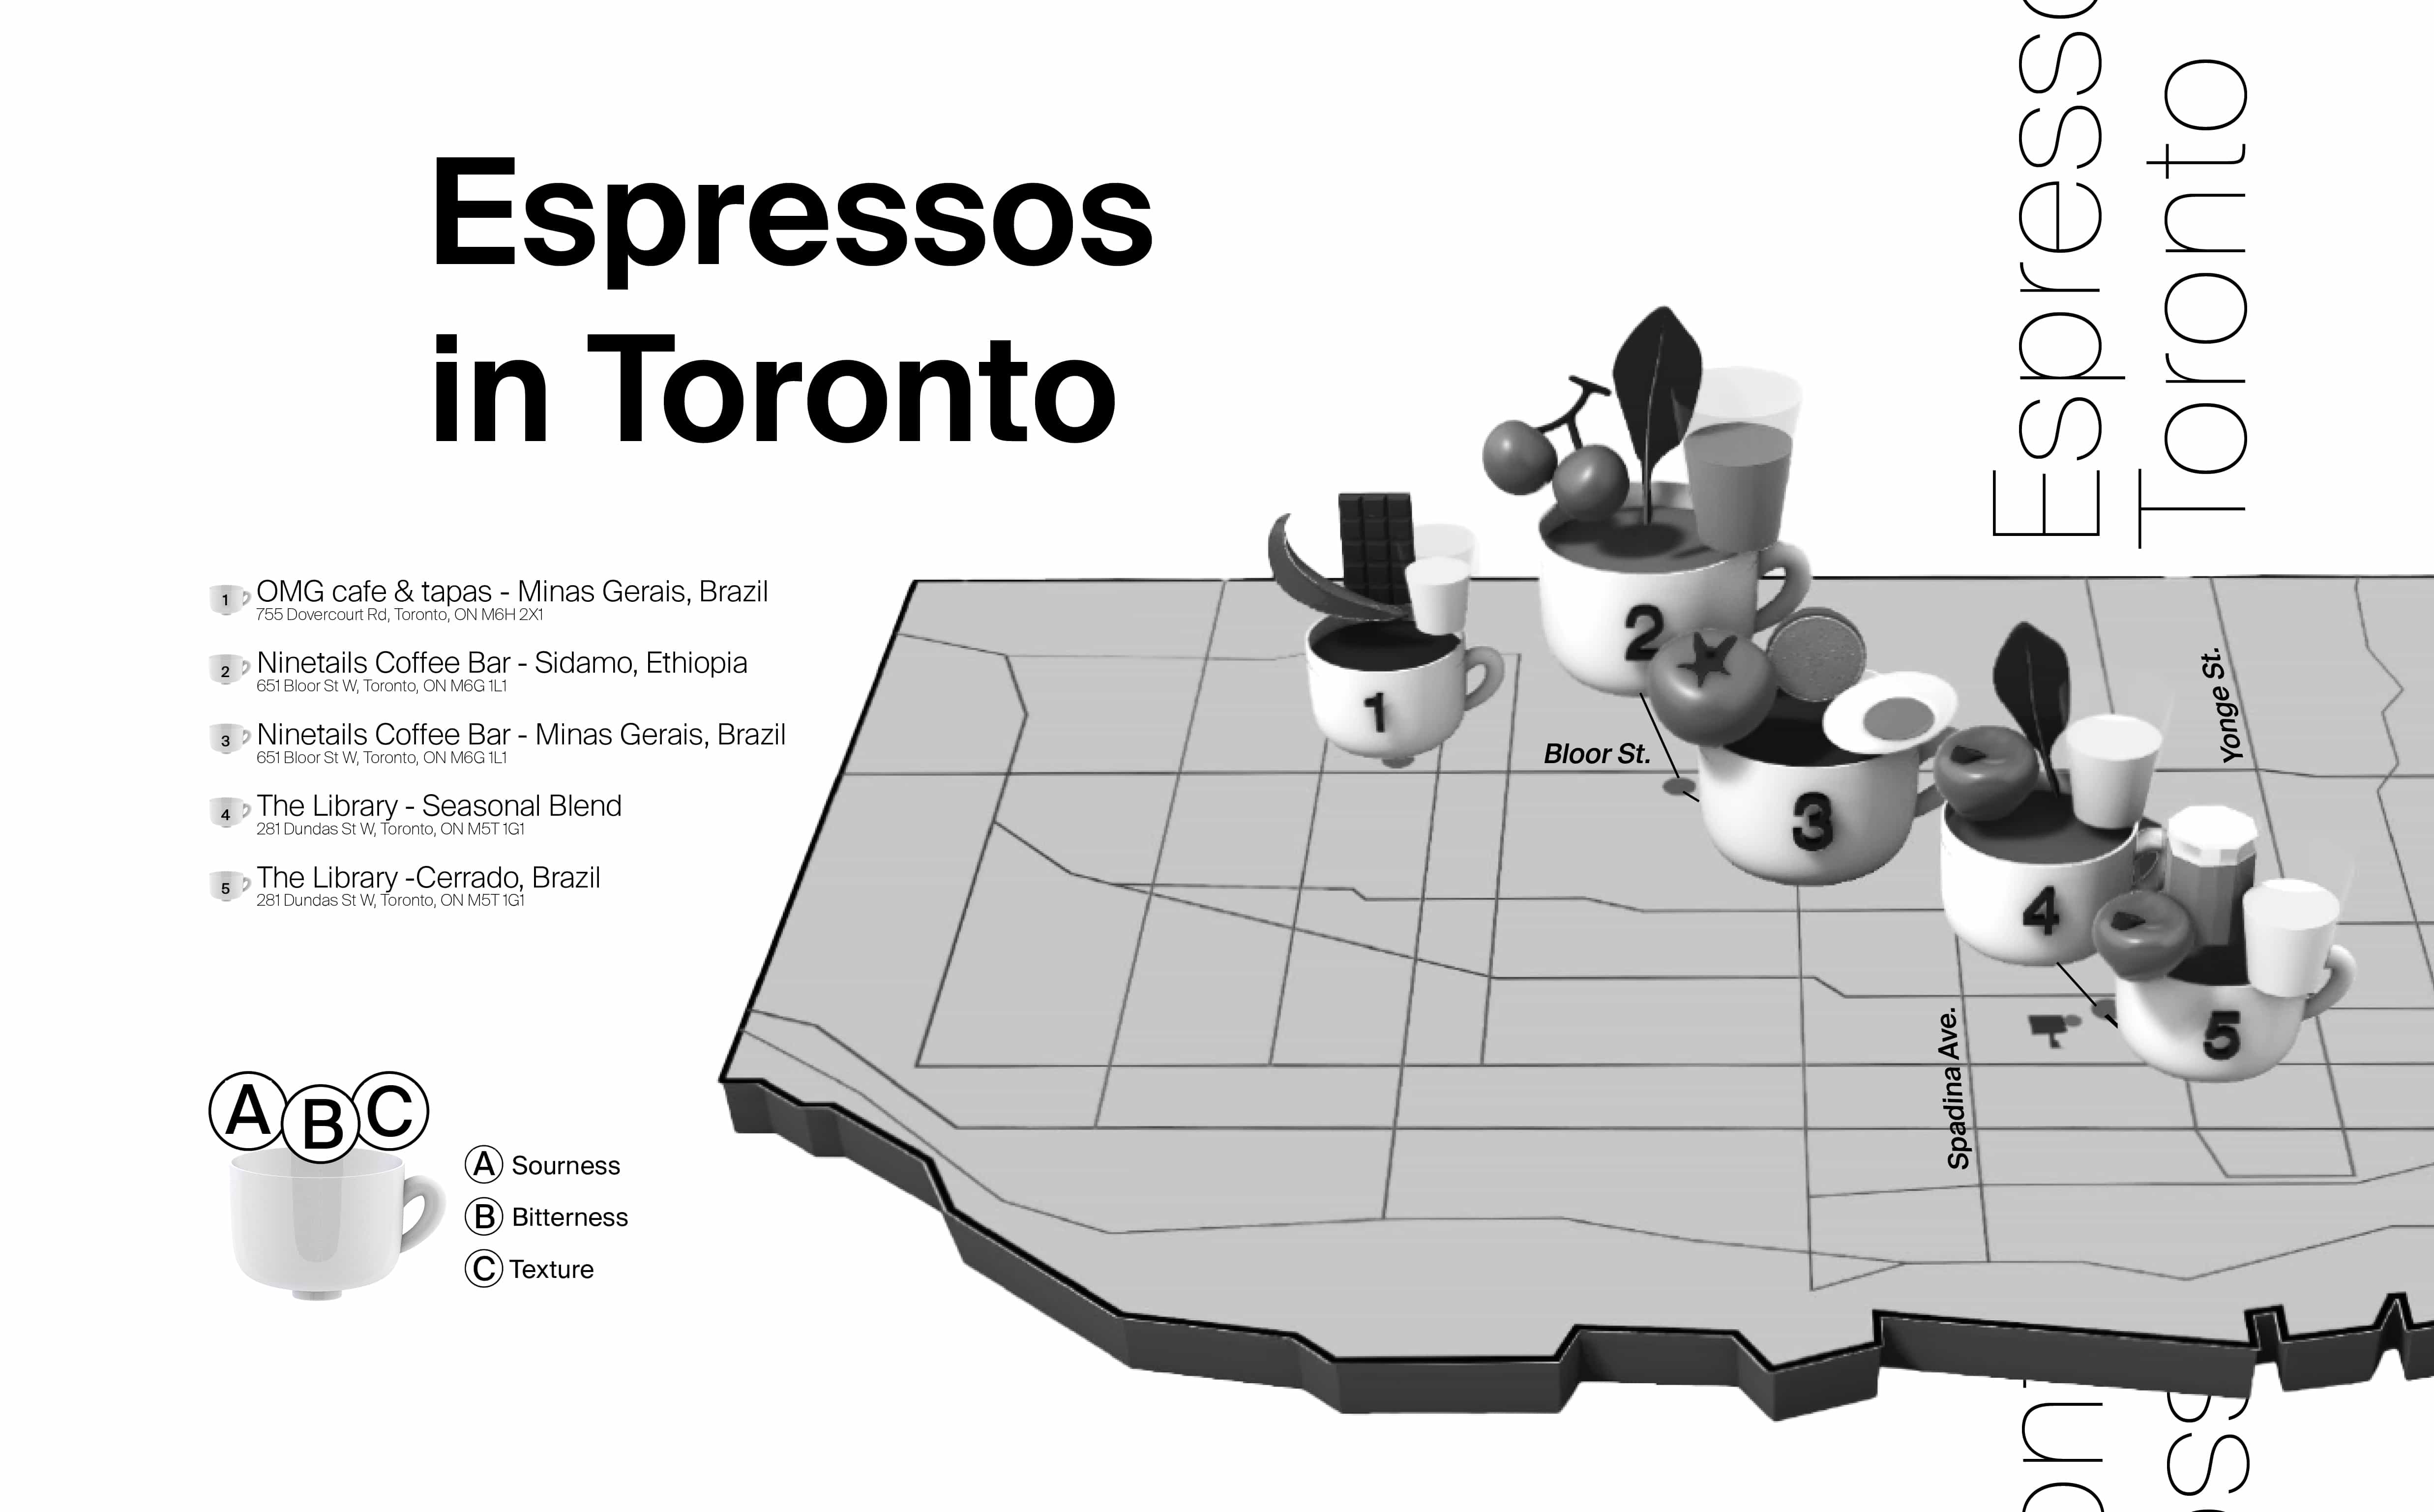 Espressos
in Toronto
1 OMG cafe & tapas - Minas Gerais, Brazil
755 Dovercourt Rd, Toronto, ON M6H 2X1
2 Ninetails Coffee Bar - Sidamo, Ethiopia
651 Bloor St W, Toronto, ON M6G 1L1
3 Ninetails Coffee Bar - Minas Gerais, Brazil
651 Bloor St W, Toronto, ON M6G 1L1
4 The Library - Seasonal Blend
281 Dundas St W, Toronto, ON M5T 1G1
5 The Library -Cerrado, Brazil
281 Dundas St W, Toronto, ON M5T 1G1
A B C
A Sourness
B Bitterness
C Texture
1
2
3
4
5
Bloor St.
Spadina Ave.
Yonge St.
Espresso
Toronto